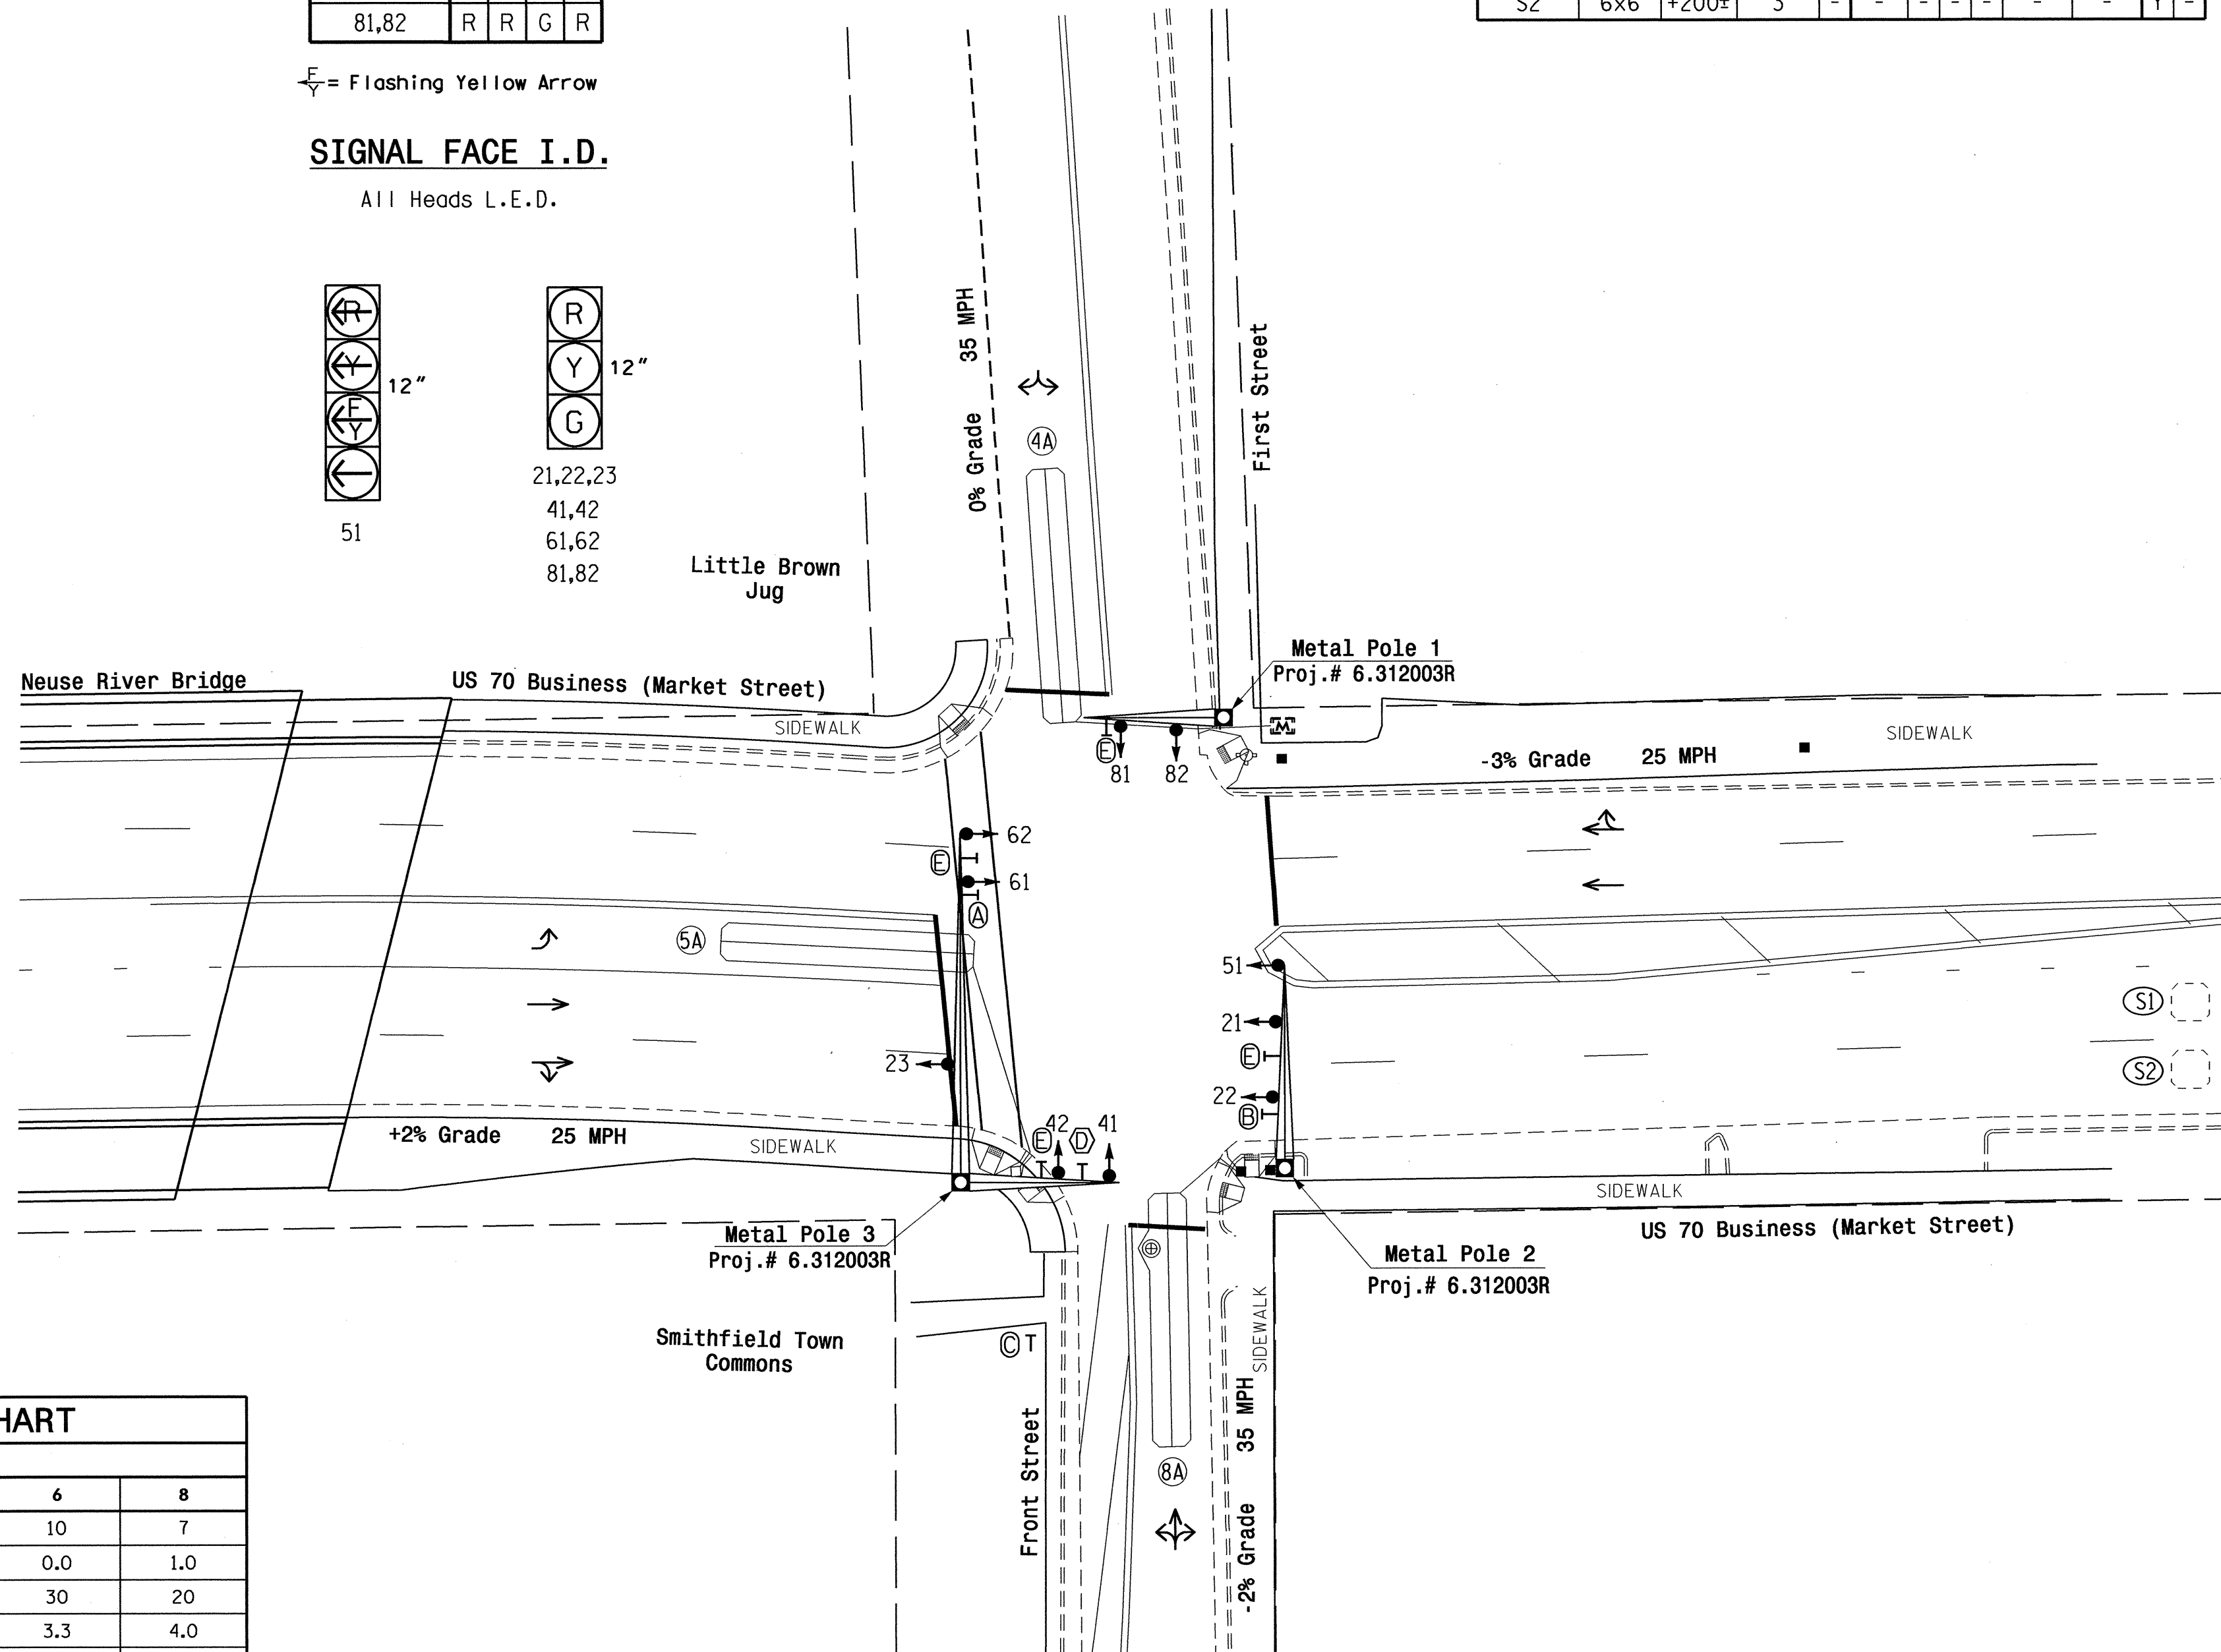 81,82 R R G R
S2 6x6 +200± 3 - - - - - - - Y -
F
Y = Flashing Yellow Arrow
SIGNAL FACE I.D.
All Heads L.E.D.
R
Y
F
Y
12"
51
R
Y
G
12"
21,22,23
41,42
61,62
81,82
Little Brown
Jug
0% Grade 35 MPH
4A
First Street
Metal Pole 1
Proj.# 6.312003R
Neuse River Bridge
US 70 Business (Market Street)
SIDEWALK
M
SIDEWALK
E
81
82
-3% Grade 25 MPH
62
E
61
A
5A
51
21
E
22
B
23
S1
S2
+2% Grade 25 MPH
SIDEWALK
E
42
D
41
SIDEWALK
US 70 Business (Market Street)
Metal Pole 3
Proj.# 6.312003R
Metal Pole 2
Proj.# 6.312003R
Smithfield Town
Commons
C T
SIDEWALK
Front Street
8A
-2% Grade 35 MPH
HART
6 8
10 7
0.0 1.0
30 20
3.3 4.0